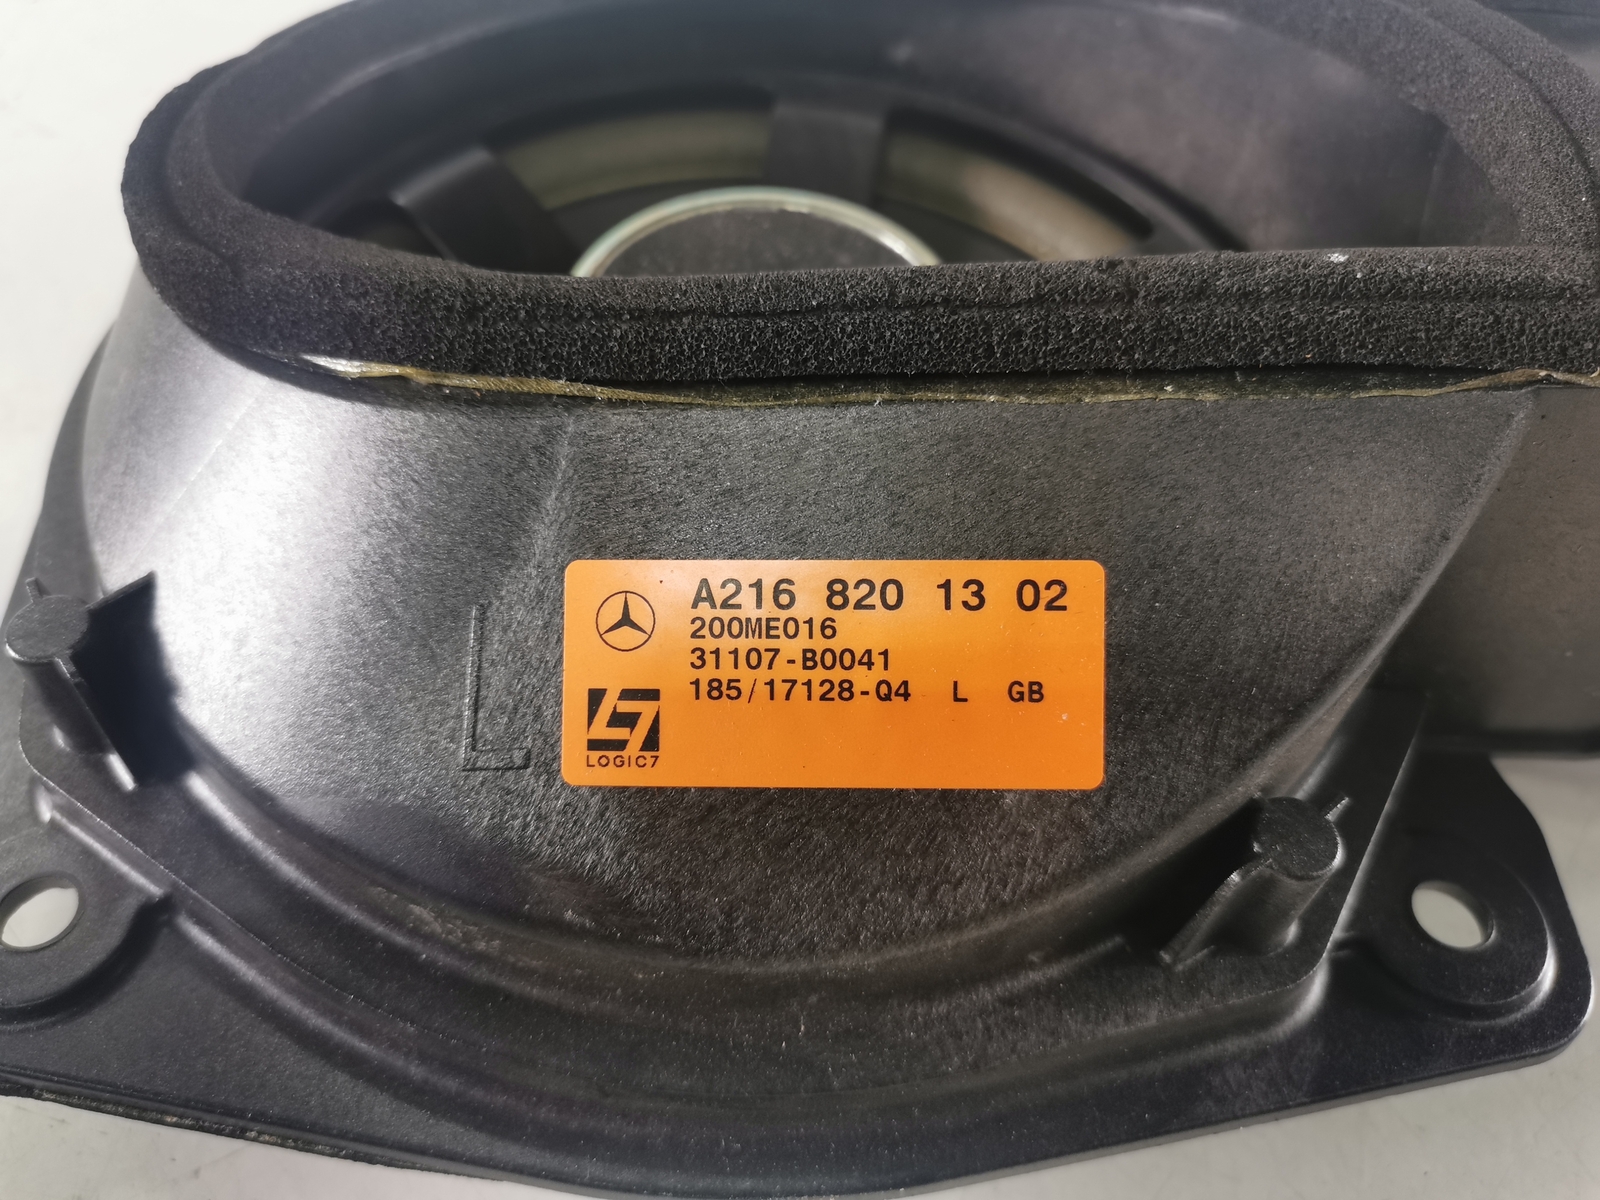 A216 820 13 02
200ME016
31107-B0041
185/17128-Q4 L GB
L7
LOGIC7
L